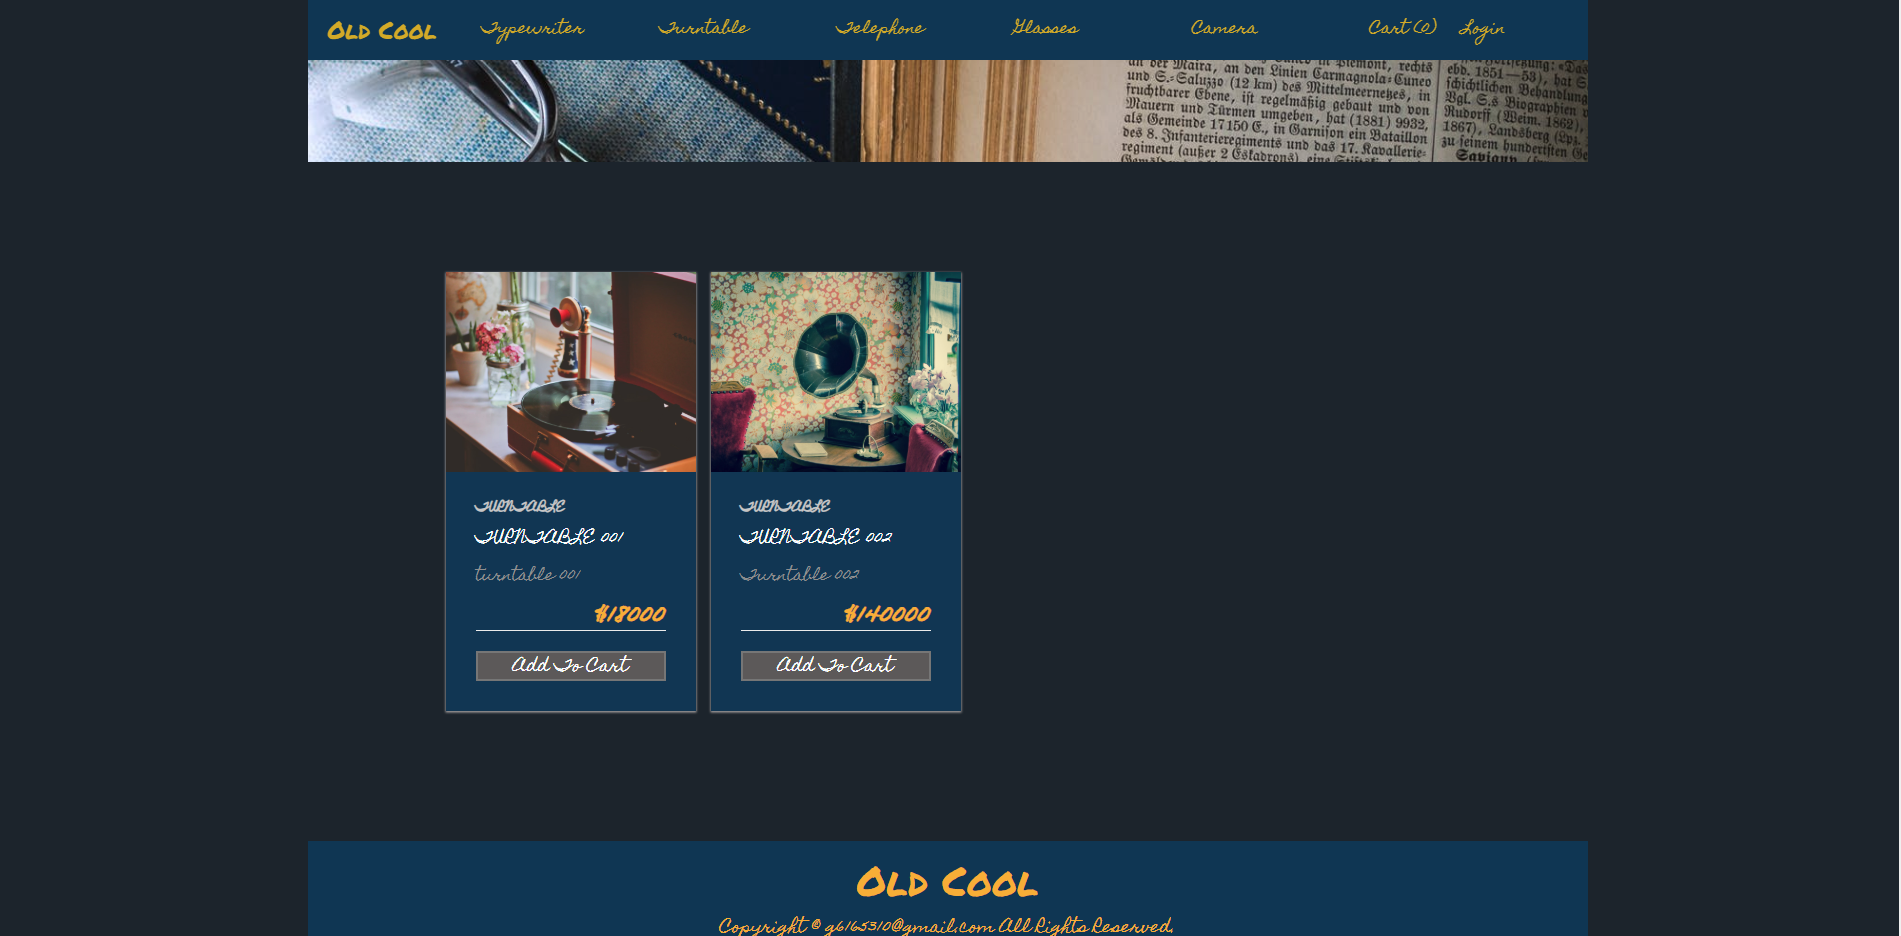 Old Cool
Typewriter
Turntable
Telephone
Glasses
Camera
Cart (0)
Login
an der Maira, an den Linien Carmagnola-Cuneo
und S.-Saluzzo (12 km) des Mittelmeernetzes, in
fruchtbarer Ebene, ist regelmäßig gebaut und von
Mauern und Türmen umgeben, hat (1881) 9932,
als Gemeinde 17150 E., in Garnison ein Bataillon
des 8. Infanterieregiments und das 17. Kavallerie-
regiment (außer 2 Eskadrons), eine
ebd. 1851—53), hat S
schichtlichen Behandlung
Vgl. S.s Biographien v
Rudorff (Weim. 1862),
1867), Landsberg (Lpz.
zu seinem hundertsten Ge
Savigny
TURNTABLE
TURNTABLE 001
turntable 001
$18000
Add To Cart
TURNTABLE
TURNTABLE 002
Turntable 002
$140000
Add To Cart
Old Cool
Copyright © g6165310@gmail.com All Rights Reserved.